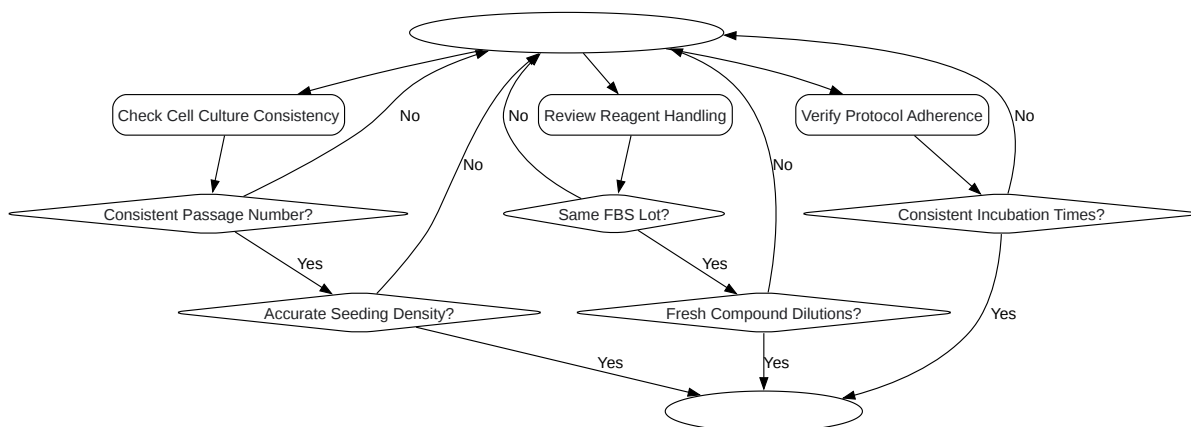 Check Cell Culture Consistency
No
No
Review Reagent Handling
Verify Protocol Adherence
No
No
No
Consistent Passage Number?
Same FBS Lot?
Consistent Incubation Times?
Yes
Yes
Accurate Seeding Density?
Fresh Compound Dilutions?
Yes
Yes
Yes